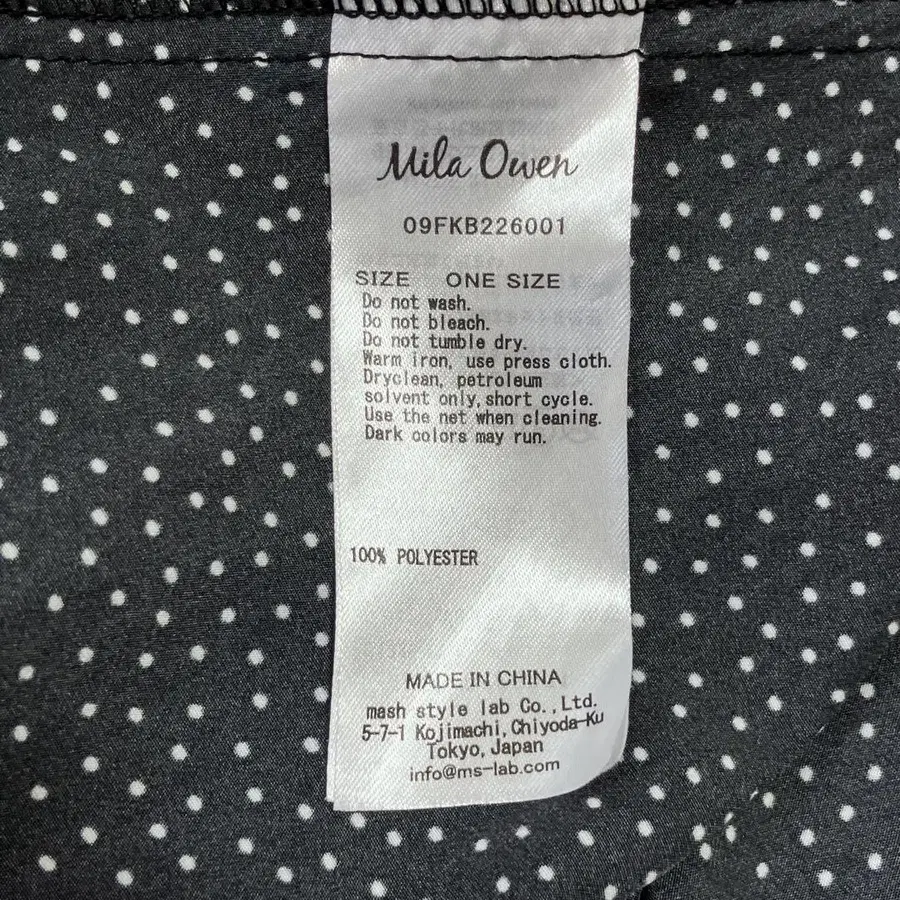 Mila Owen
09FKB226001
SIZE ONE SIZE
Do not wash.
Do not bleach.
Do not tumble dry.
Warm iron, use press cloth.
Dryclean, petroleum
solvent only,short cycle.
Use the net when cleaning.
Dark colors may run.
100% POLYESTER
MADE IN CHINA
mash style lab Co.,Ltd.
5-7-1 Kojimachi,Chiyoda-Ku
Tokyo,Japan
info@ms-lab.com